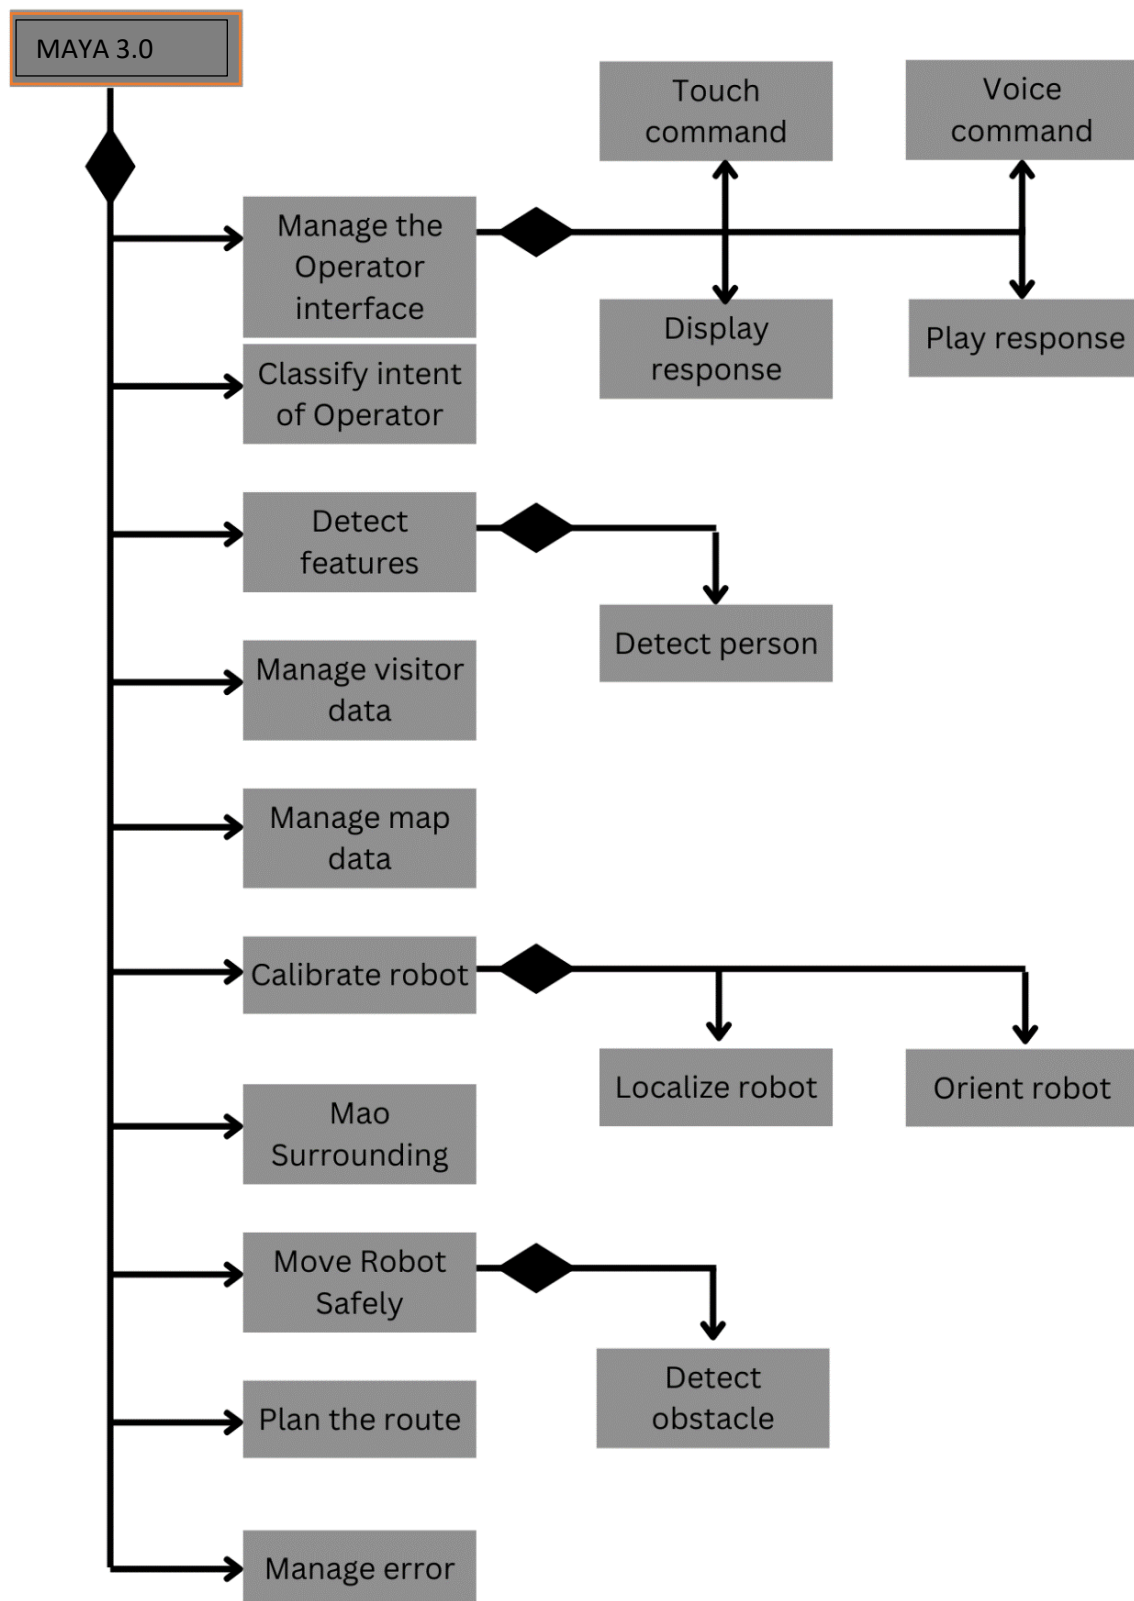 MAYA 3.0
Touch
command
Voice
command
Manage the
Operator
interface
Display
response
Play response
Classify intent
of Operator
Detect
features
Detect person
Manage visitor
data
Manage map
data
Calibrate robot
Localize robot
Orient robot
Mao
Surrounding
Move Robot
Safely
Detect
obstacle
Plan the route
Manage error